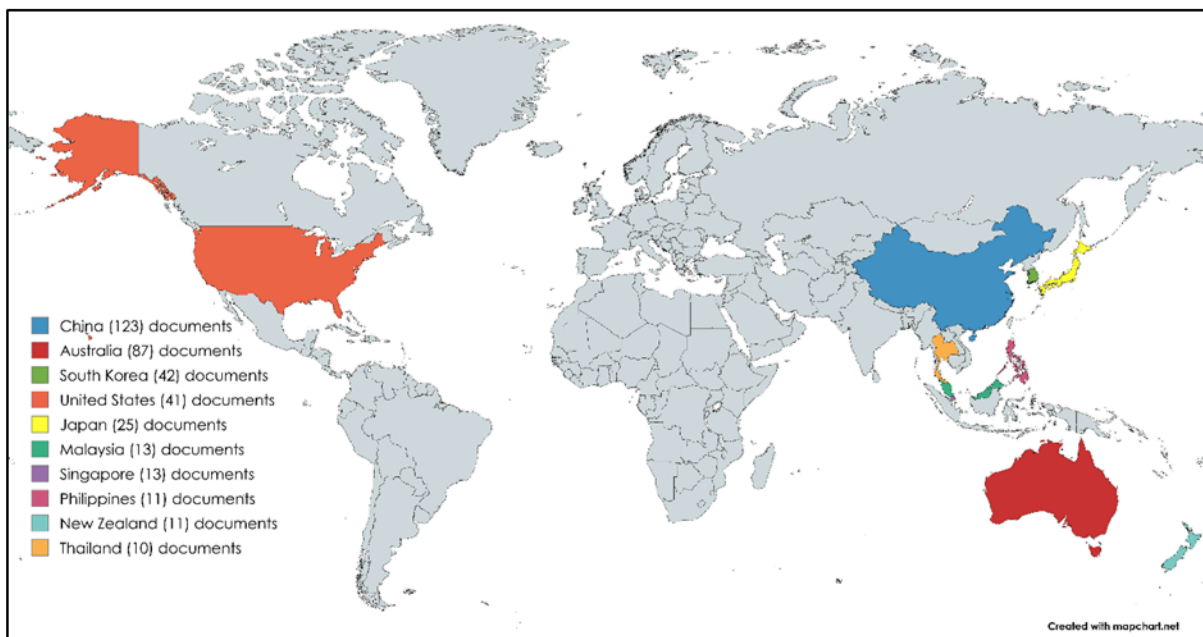 China (123) documents
Australia (87) documents
South Korea (42) documents
United States (41) documents
Japan (25) documents
Malaysia (13) documents
Singapore (13) documents
Philippines (11) documents
New Zealand (11) documents
Thailand (10) documents
Created with mapchart.net